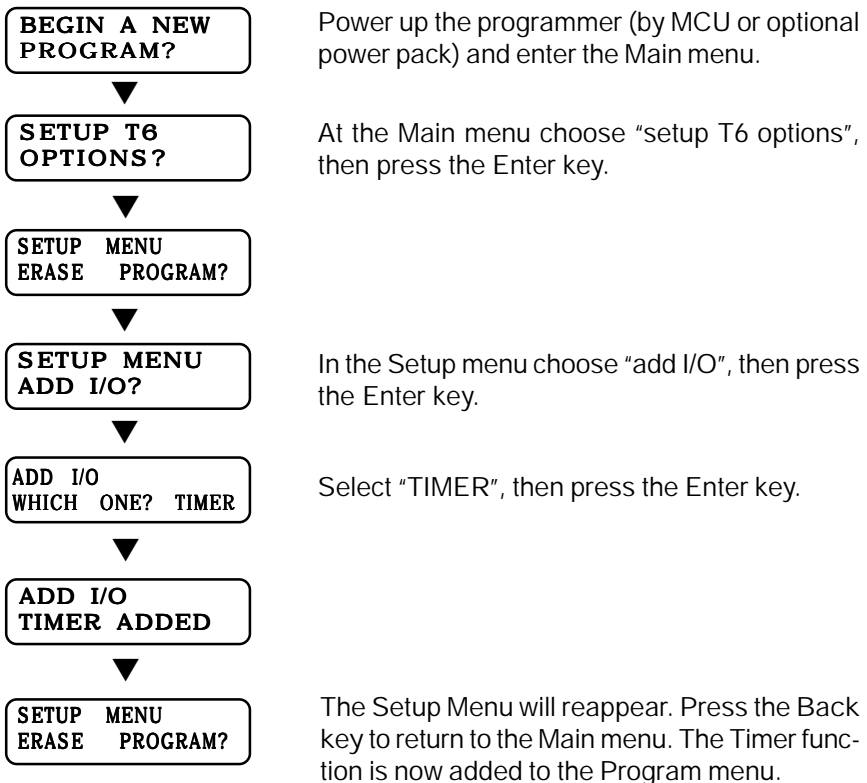 BEGIN A NEW
PROGRAM?
Power up the programmer (by MCU or optional
power pack) and enter the Main menu.
SETUP T6
OPTIONS?
At the Main menu choose "setup T6 options",
then press the Enter key.
SETUP MENU
ERASE PROGRAM?
SETUP MENU
ADD I/O?
In the Setup menu choose "add I/O", then press
the Enter key.
ADD I/O
WHICH ONE? TIMER
Select "TIMER", then press the Enter key.
ADD I/O
TIMER ADDED
SETUP MENU
ERASE PROGRAM?
The Setup Menu will reappear. Press the Back
key to return to the Main menu. The Timer func-
tion is now added to the Program menu.